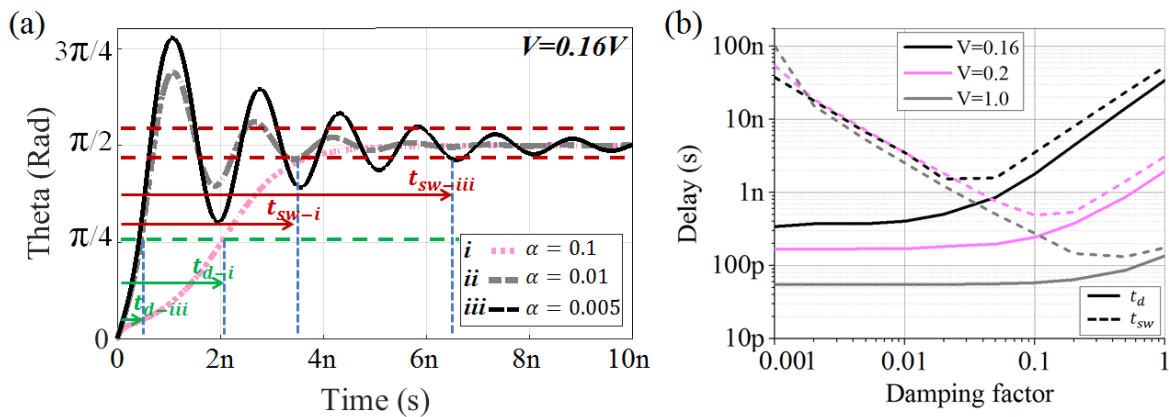 (a)
V=0.16V
3π/4
π/2
π/4
0
Theta (Rad)
t_sw-iii
t_sw-i
t_d-i
t_d-iii
i α = 0.1
ii α = 0.01
iii α = 0.005
0 2n 4n 6n 8n 10n
Time (s)
(b)
100n
10n
1n
100p
10p
Delay (s)
V=0.16
V=0.2
V=1.0
t_d
t_sw
0.001 0.01 0.1 1
Damping factor